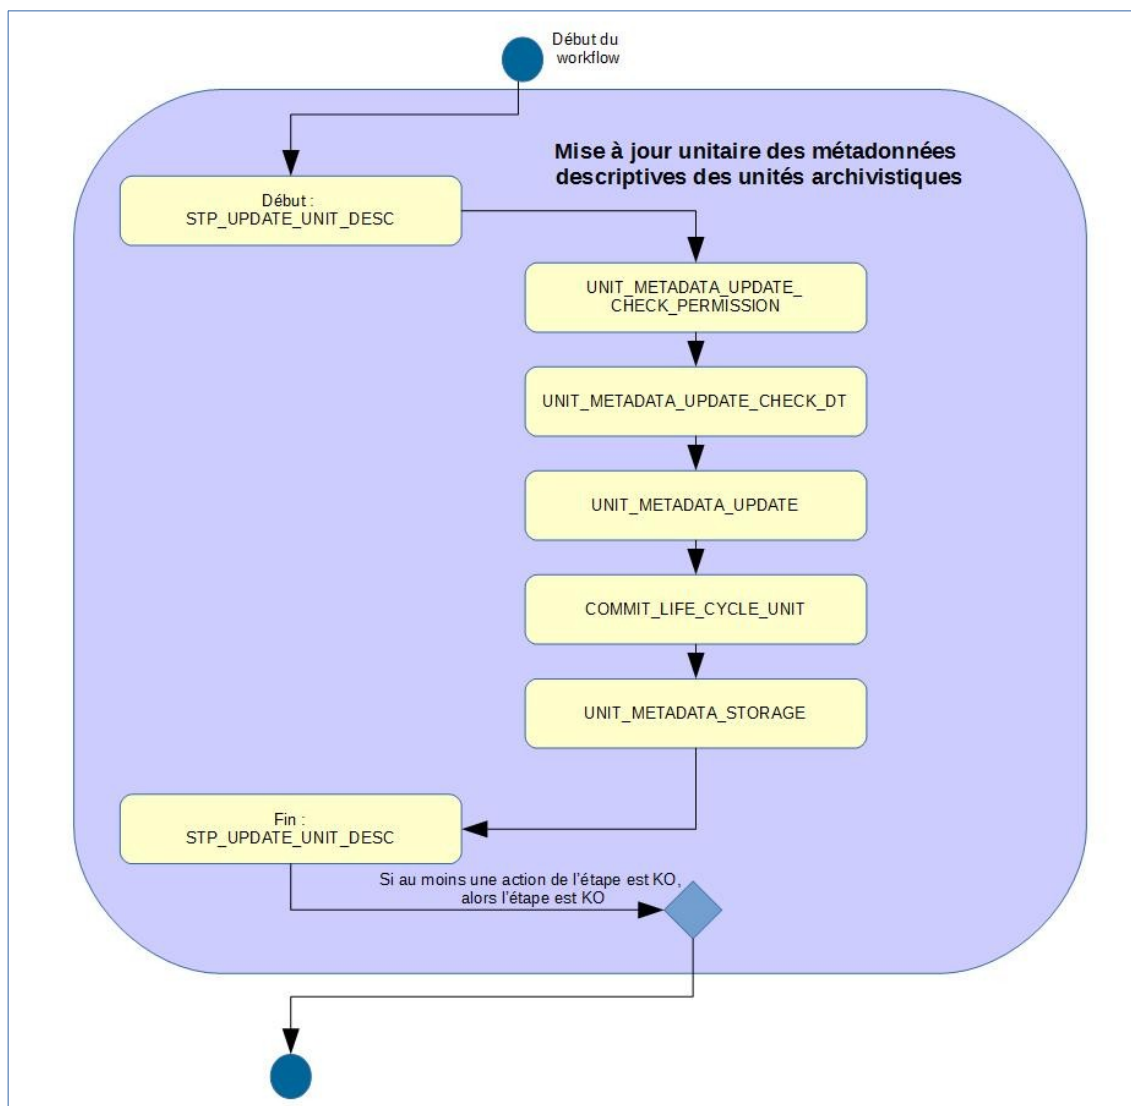 Début du
workflow
Mise à jour unitaire des métadonnées
descriptives des unités archivistiques
Début :
STP_UPDATE_UNIT_DESC
UNIT_METADATA_UPDATE_
CHECK_PERMISSION
UNIT_METADATA_UPDATE_CHECK_DT
UNIT_METADATA_UPDATE
COMMIT_LIFE_CYCLE_UNIT
UNIT_METADATA_STORAGE
Fin :
STP_UPDATE_UNIT_DESC
Si au moins une action de l'étape est KO,
alors l'étape est KO